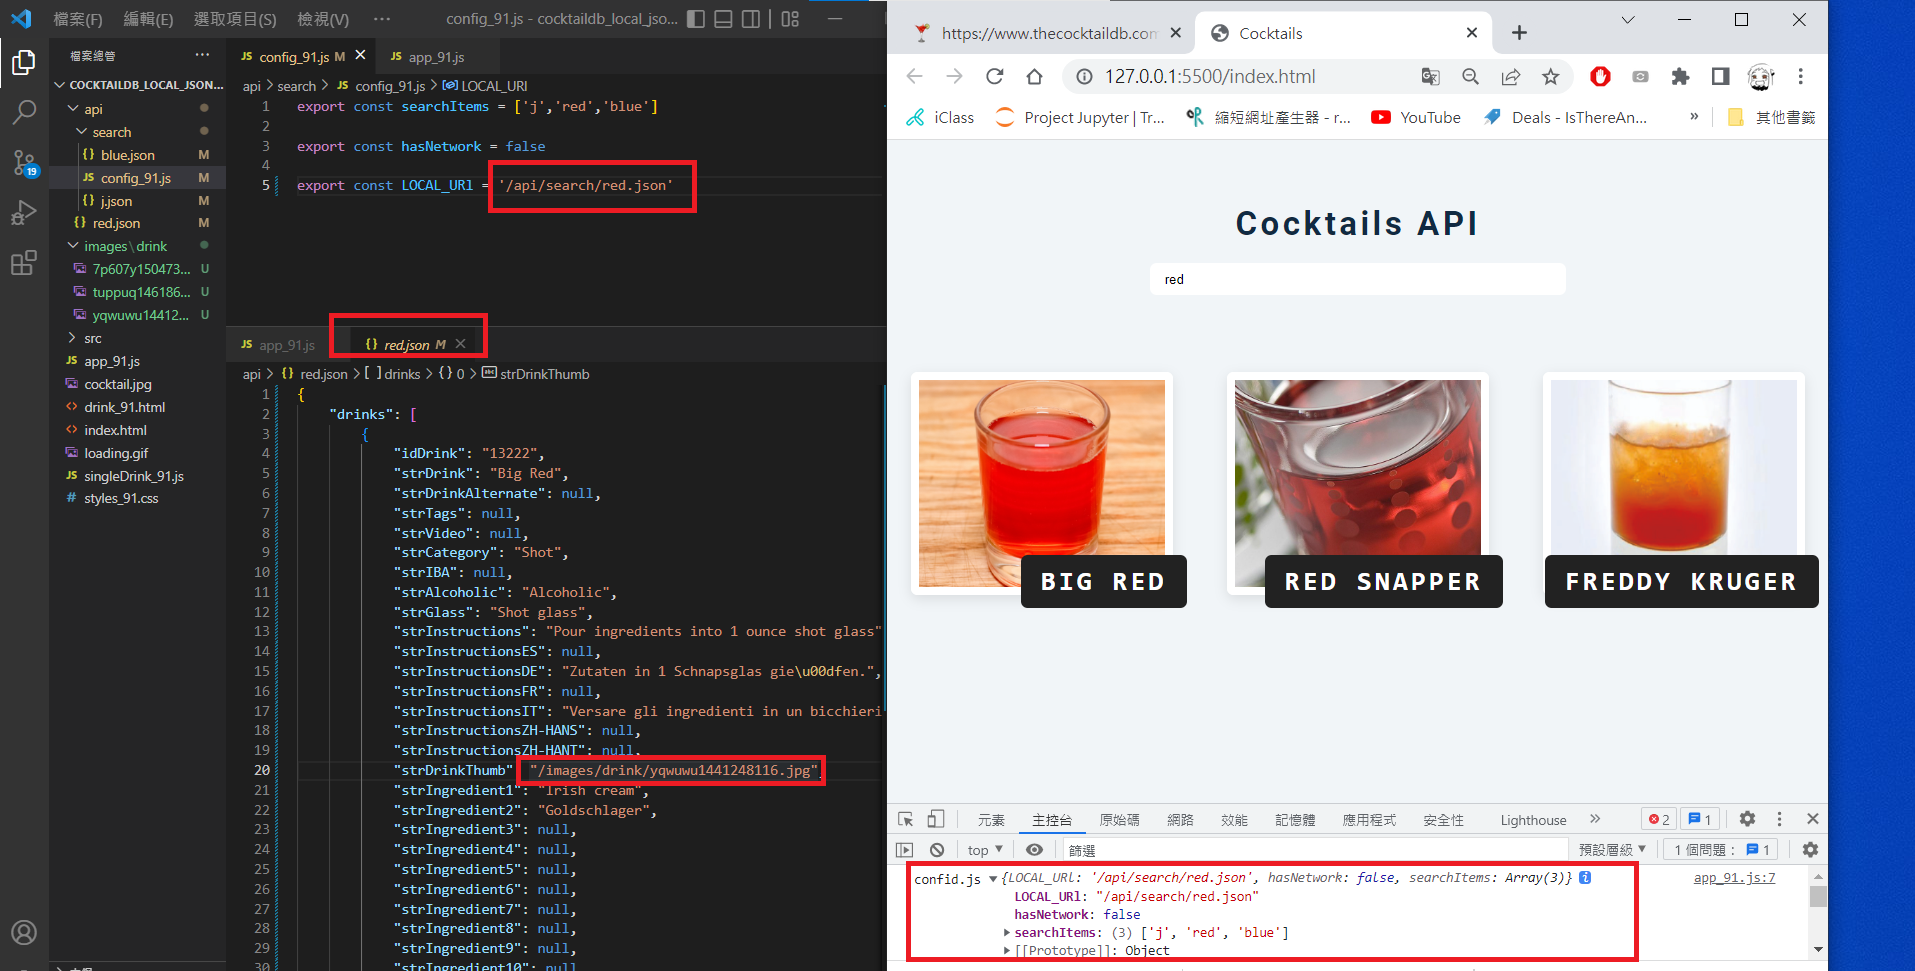 檔案(F) 編輯(E) 選取項目(S) 檢視(V) ··· config_91.js - cocktaildb_local_jso...
檔案總管 ···
COCKTAILDB_LOCAL_JSON...
api
search
{} blue.json M
JS config_91.js M
{} j.json M
{} red.json M
images\drink
7p607y150473... U
tuppuq146186... U
yqwuwu14412... U
src
JS app_91.js
cocktail.jpg
<> drink_91.html
<> index.html
loading.gif
JS singleDrink_91.js
# styles_91.css
19
JS config_91.js M × JS app_91.js
api > search > JS config_91.js > LOCAL_URl
1 export const searchItems = ['j','red','blue']
2
3 export const hasNetwork = false
4
5 export const LOCAL_URl = '/api/search/red.json'
JS app_91.js {} red.json M ×
api > {} red.json > [ ] drinks > {} 0 > strDrinkThumb
1 {
2 "drinks": [
3 {
4 "idDrink": "13222",
5 "strDrink": "Big Red",
6 "strDrinkAlternate": null,
7 "strTags": null,
8 "strVideo": null,
9 "strCategory": "Shot",
10 "strIBA": null,
11 "strAlcoholic": "Alcoholic",
12 "strGlass": "Shot glass",
13 "strInstructions": "Pour ingredients into 1 ounce shot glass"
14 "strInstructionsES": null,
15 "strInstructionsDE": "Zutaten in 1 Schnapsglas gie\u00dfen.",
16 "strInstructionsFR": null,
17 "strInstructionsIT": "Versare gli ingredienti in un bicchieri
18 "strInstructionsZH-HANS": null,
19 "strInstructionsZH-HANT": null,
20 "strDrinkThumb" "/images/drink/yqwuwu1441248116.jpg",
21 "strIngredient1": "Irish cream",
22 "strIngredient2": "Goldschlager",
23 "strIngredient3": null,
24 "strIngredient4": null,
25 "strIngredient5": null,
26 "strIngredient6": null,
27 "strIngredient7": null,
28 "strIngredient8": null,
29 "strIngredient9": null,
30 "strIngredient10": null,
https://www.thecocktaildb.com × Cocktails × +
127.0.0.1:5500/index.html
iClass Project Jupyter | Tr... 縮短網址產生器 - r... YouTube Deals - IsThereAn... » 其他書籤
Cocktails API
red
BIG RED
RED SNAPPER
FREDDY KRUGER
元素 主控台 原始碼 網路 效能 記憶體 應用程式 安全性 Lighthouse » 2 1
top ▼ 篩選 預設層級 ▼ 1 個問題: 1
confid.js ▼{LOCAL_URl: '/api/search/red.json', hasNetwork: false, searchItems: Array(3)} i app_91.js:7
LOCAL_URl: "/api/search/red.json"
hasNetwork: false
▶ searchItems: (3) ['j', 'red', 'blue']
▶ [[Prototype]]: Object